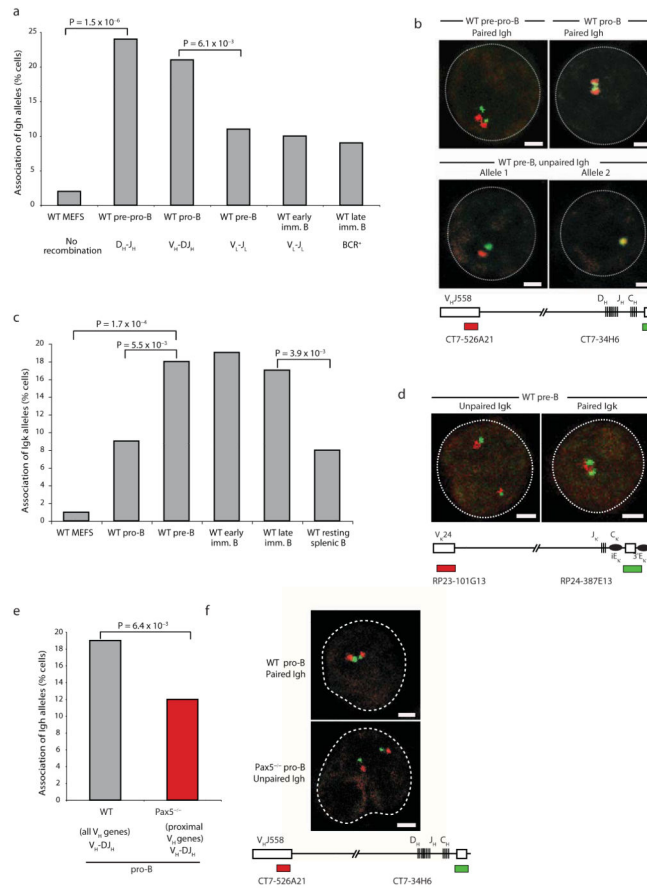 a
P = 1.5 x 10⁻⁶
P = 6.1 x 10⁻³
Association of Igh alleles (% cells)
25
20
15
10
5
0
WT MEFS
WT pre-pro-B
WT pro-B
WT pre-B
WT early imm. B
WT late imm. B
No recombination
D_H-J_H
V_H-DJ_H
V_L-J_L
V_L-J_L
BCR⁺
b
WT pre-pro-B
Paired Igh
WT pro-B
Paired Igh
WT pre-B, unpaired Igh
Allele 1
Allele 2
V_HJ558
D_H
J_H
C_H
CT7-526A21
CT7-34H6
c
P = 1.7 x 10⁻⁴
P = 5.5 x 10⁻³
P = 3.9 x 10⁻³
Association of Igk alleles (% cells)
20
18
16
14
12
10
8
6
4
2
0
WT MEFS
WT pro-B
WT pre-B
WT early imm. B
WT late imm. B
WT resting splenic B
d
WT pre-B
Unpaired Igk
Paired Igk
V_K24
J_K
C_K
iE_K
3'E_K
RP23-101G13
RP24-387E13
e
P = 6.4 x 10⁻³
Association of Igh alleles (% cells)
20
18
16
14
12
10
8
6
4
2
0
WT
Pax5⁻/⁻
(all V_H genes)
V_H-DJ_H
(proximal
V_H genes)
V_H-DJ_H
pro-B
f
WT pro-B
Paired Igh
Pax5⁻/⁻ pro-B
Unpaired Igh
V_HJ558
D_H
J_H
C_H
CT7-526A21
CT7-34H6